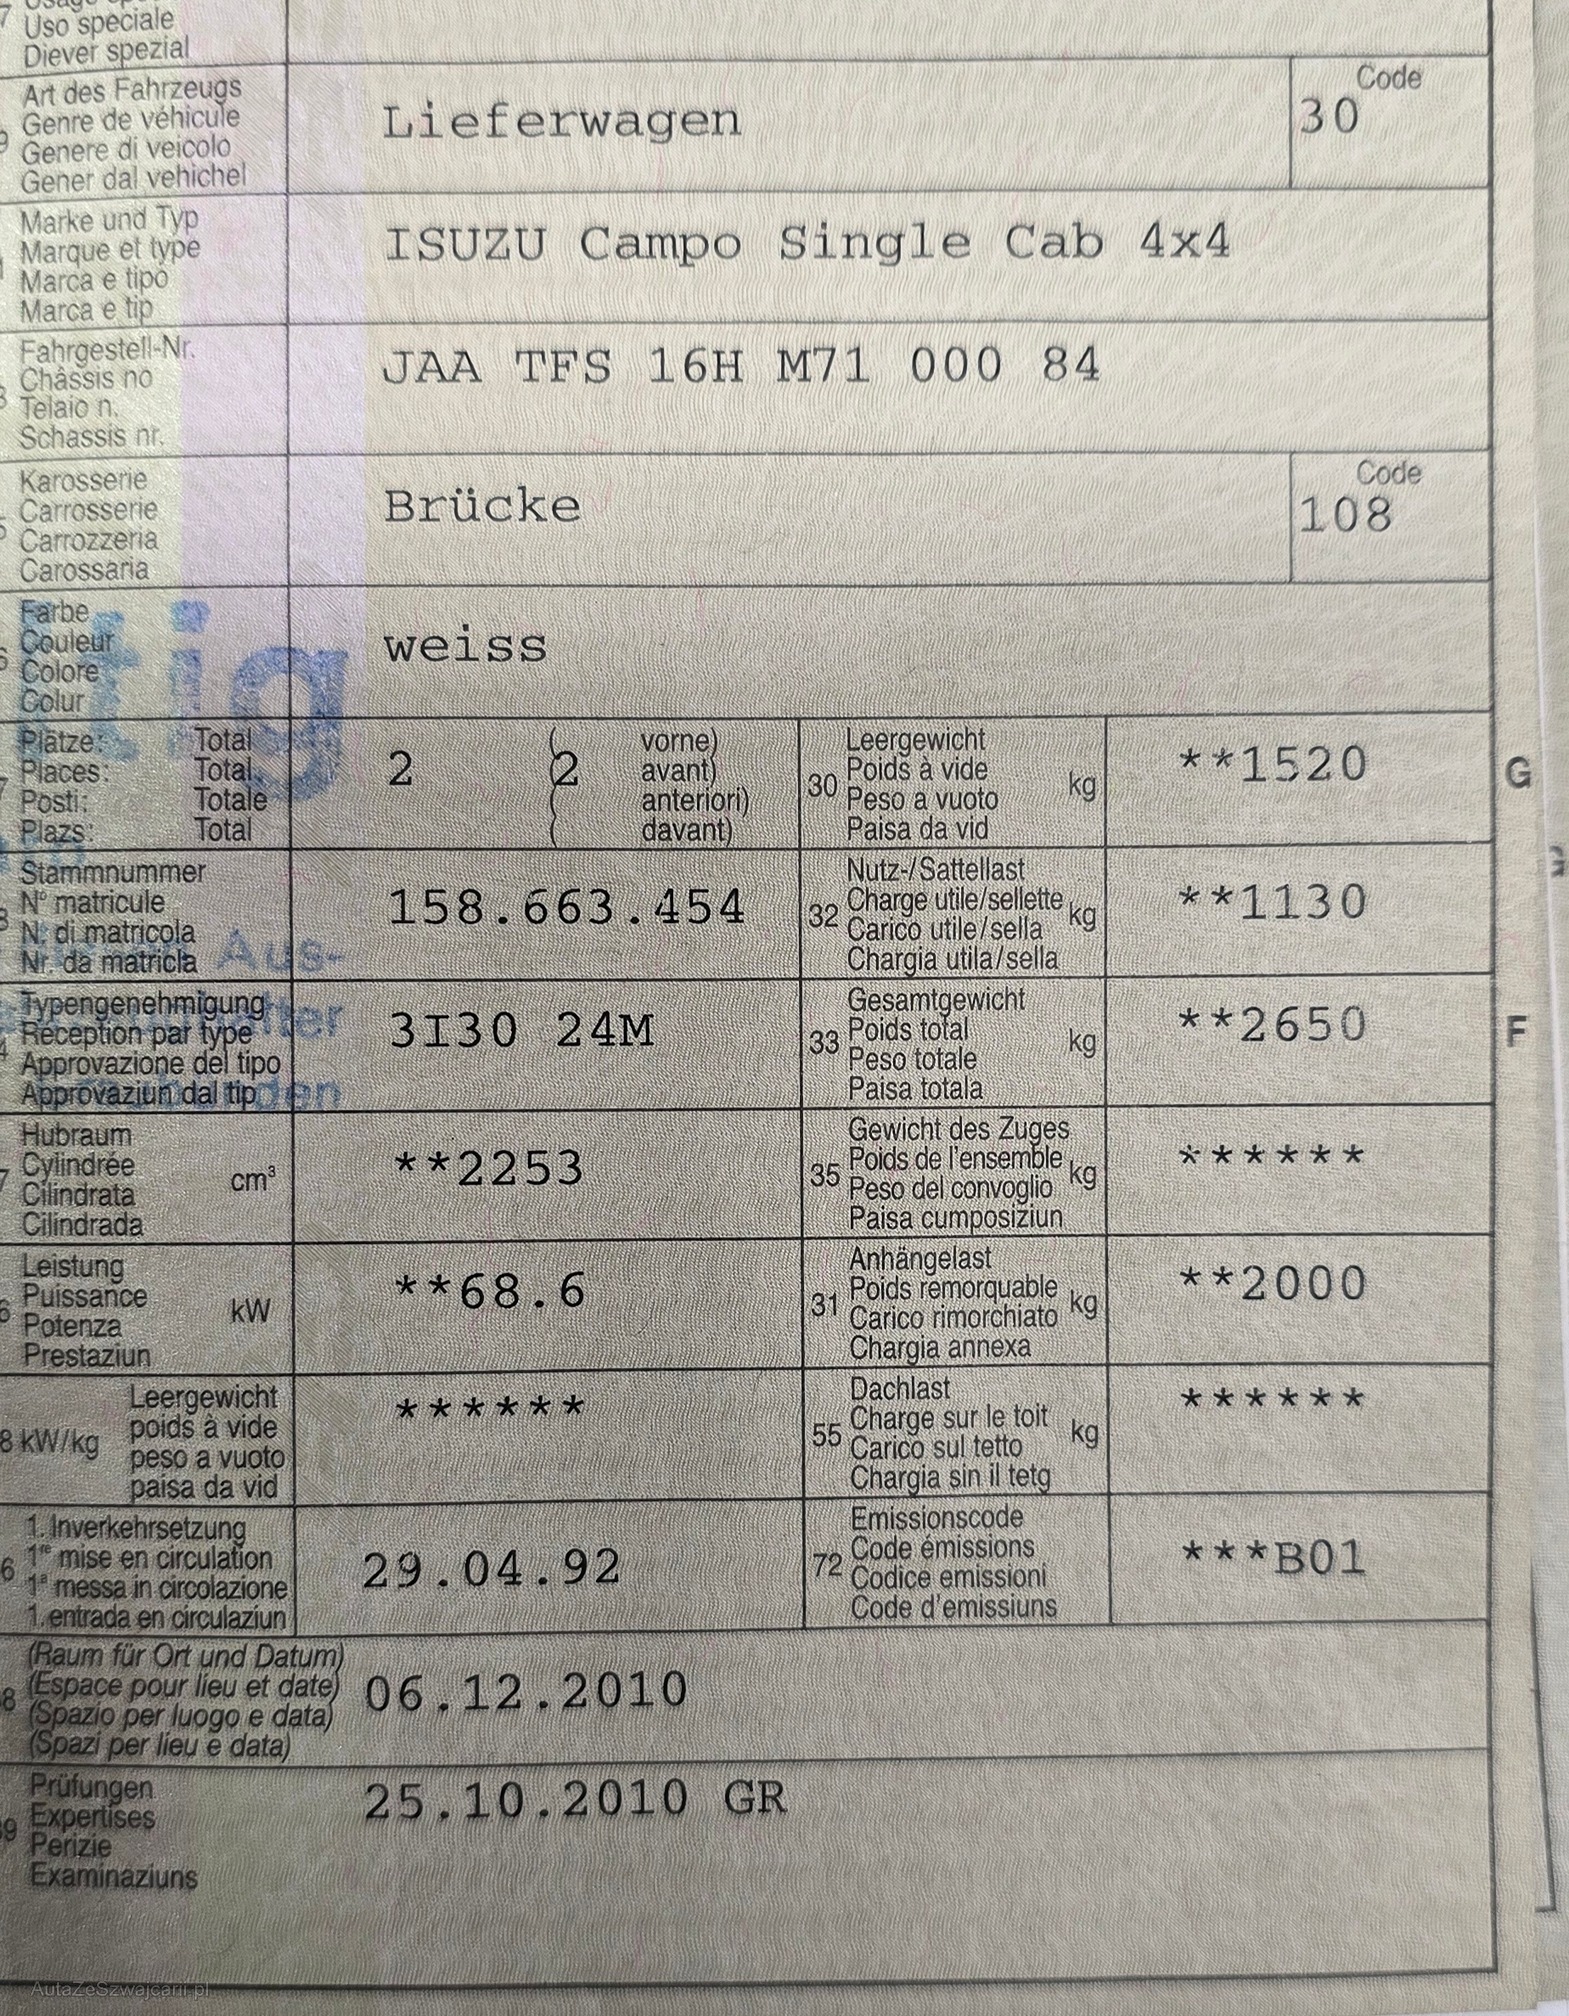 Uso speciale
Diever spezial
Art des Fahrzeugs
Genre de véhicule
Genere di veicolo
Gener dal vehichel
Lieferwagen
Code
30
Marke und Typ
Marque et type
Marca e tipo
Marca e tip
ISUZU Campo Single Cab 4x4
Fahrgestell-Nr.
Châssis no
Telaio n.
Schassis nr.
JAA TFS 16H M71 000 84
Karosserie
Carrosserie
Carrozzeria
Carossaria
Brücke
Code
108
Farbe
Couleur
Colore
Colur
weiss
tig
Plätze: Total
Places: Total
Posti: Totale
Plazs: Total
2 (2
vorne)
avant)
anteriori)
davant)
30
Leergewicht
Poids à vide
Peso a vuoto
Paisa da vid
kg
**1520
G
Stammnummer
N° matricule
N. di matricola
Nr. da matricla
Aus-
158.663.454
32
Nutz-/Sattellast
Charge utile/sellette
Carico utile/sella
Chargia utila/sella
kg
**1130
Typengenehmigung
Réception par type
Approvazione del tipo
Approvaziun dal tip
3I30 24M
33
Gesamtgewicht
Poids total
Peso totale
Paisa totala
kg
**2650
F
Hubraum
Cylindrée
Cilindrata
Cilindrada
cm³
**2253
35
Gewicht des Zuges
Poids de l'ensemble
Peso del convoglio
Paisa cumposiziun
kg
******
Leistung
Puissance
Potenza
Prestaziun
kW
**68.6
31
Anhängelast
Poids remorquable
Carico rimorchiato
Chargia annexa
kg
**2000
8 kW/kg
Leergewicht
poids à vide
peso a vuoto
paisa da vid
******
55
Dachlast
Charge sur le toit
Carico sul tetto
Chargia sin il tetg
kg
******
6
1. Inverkehrsetzung
1re mise en circulation
1a messa in circolazione
1. entrada en circulaziun
29.04.92
72
Emissionscode
Code émissions
Codice emissioni
Code d'emissiuns
***B01
8
(Raum für Ort und Datum)
(Espace pour lieu et date)
(Spazio per luogo e data)
(Spazi per lieu e data)
06.12.2010
9
Prüfungen
Expertises
Perizie
Examinaziuns
25.10.2010 GR
AutaZeSzwajcarii.pl